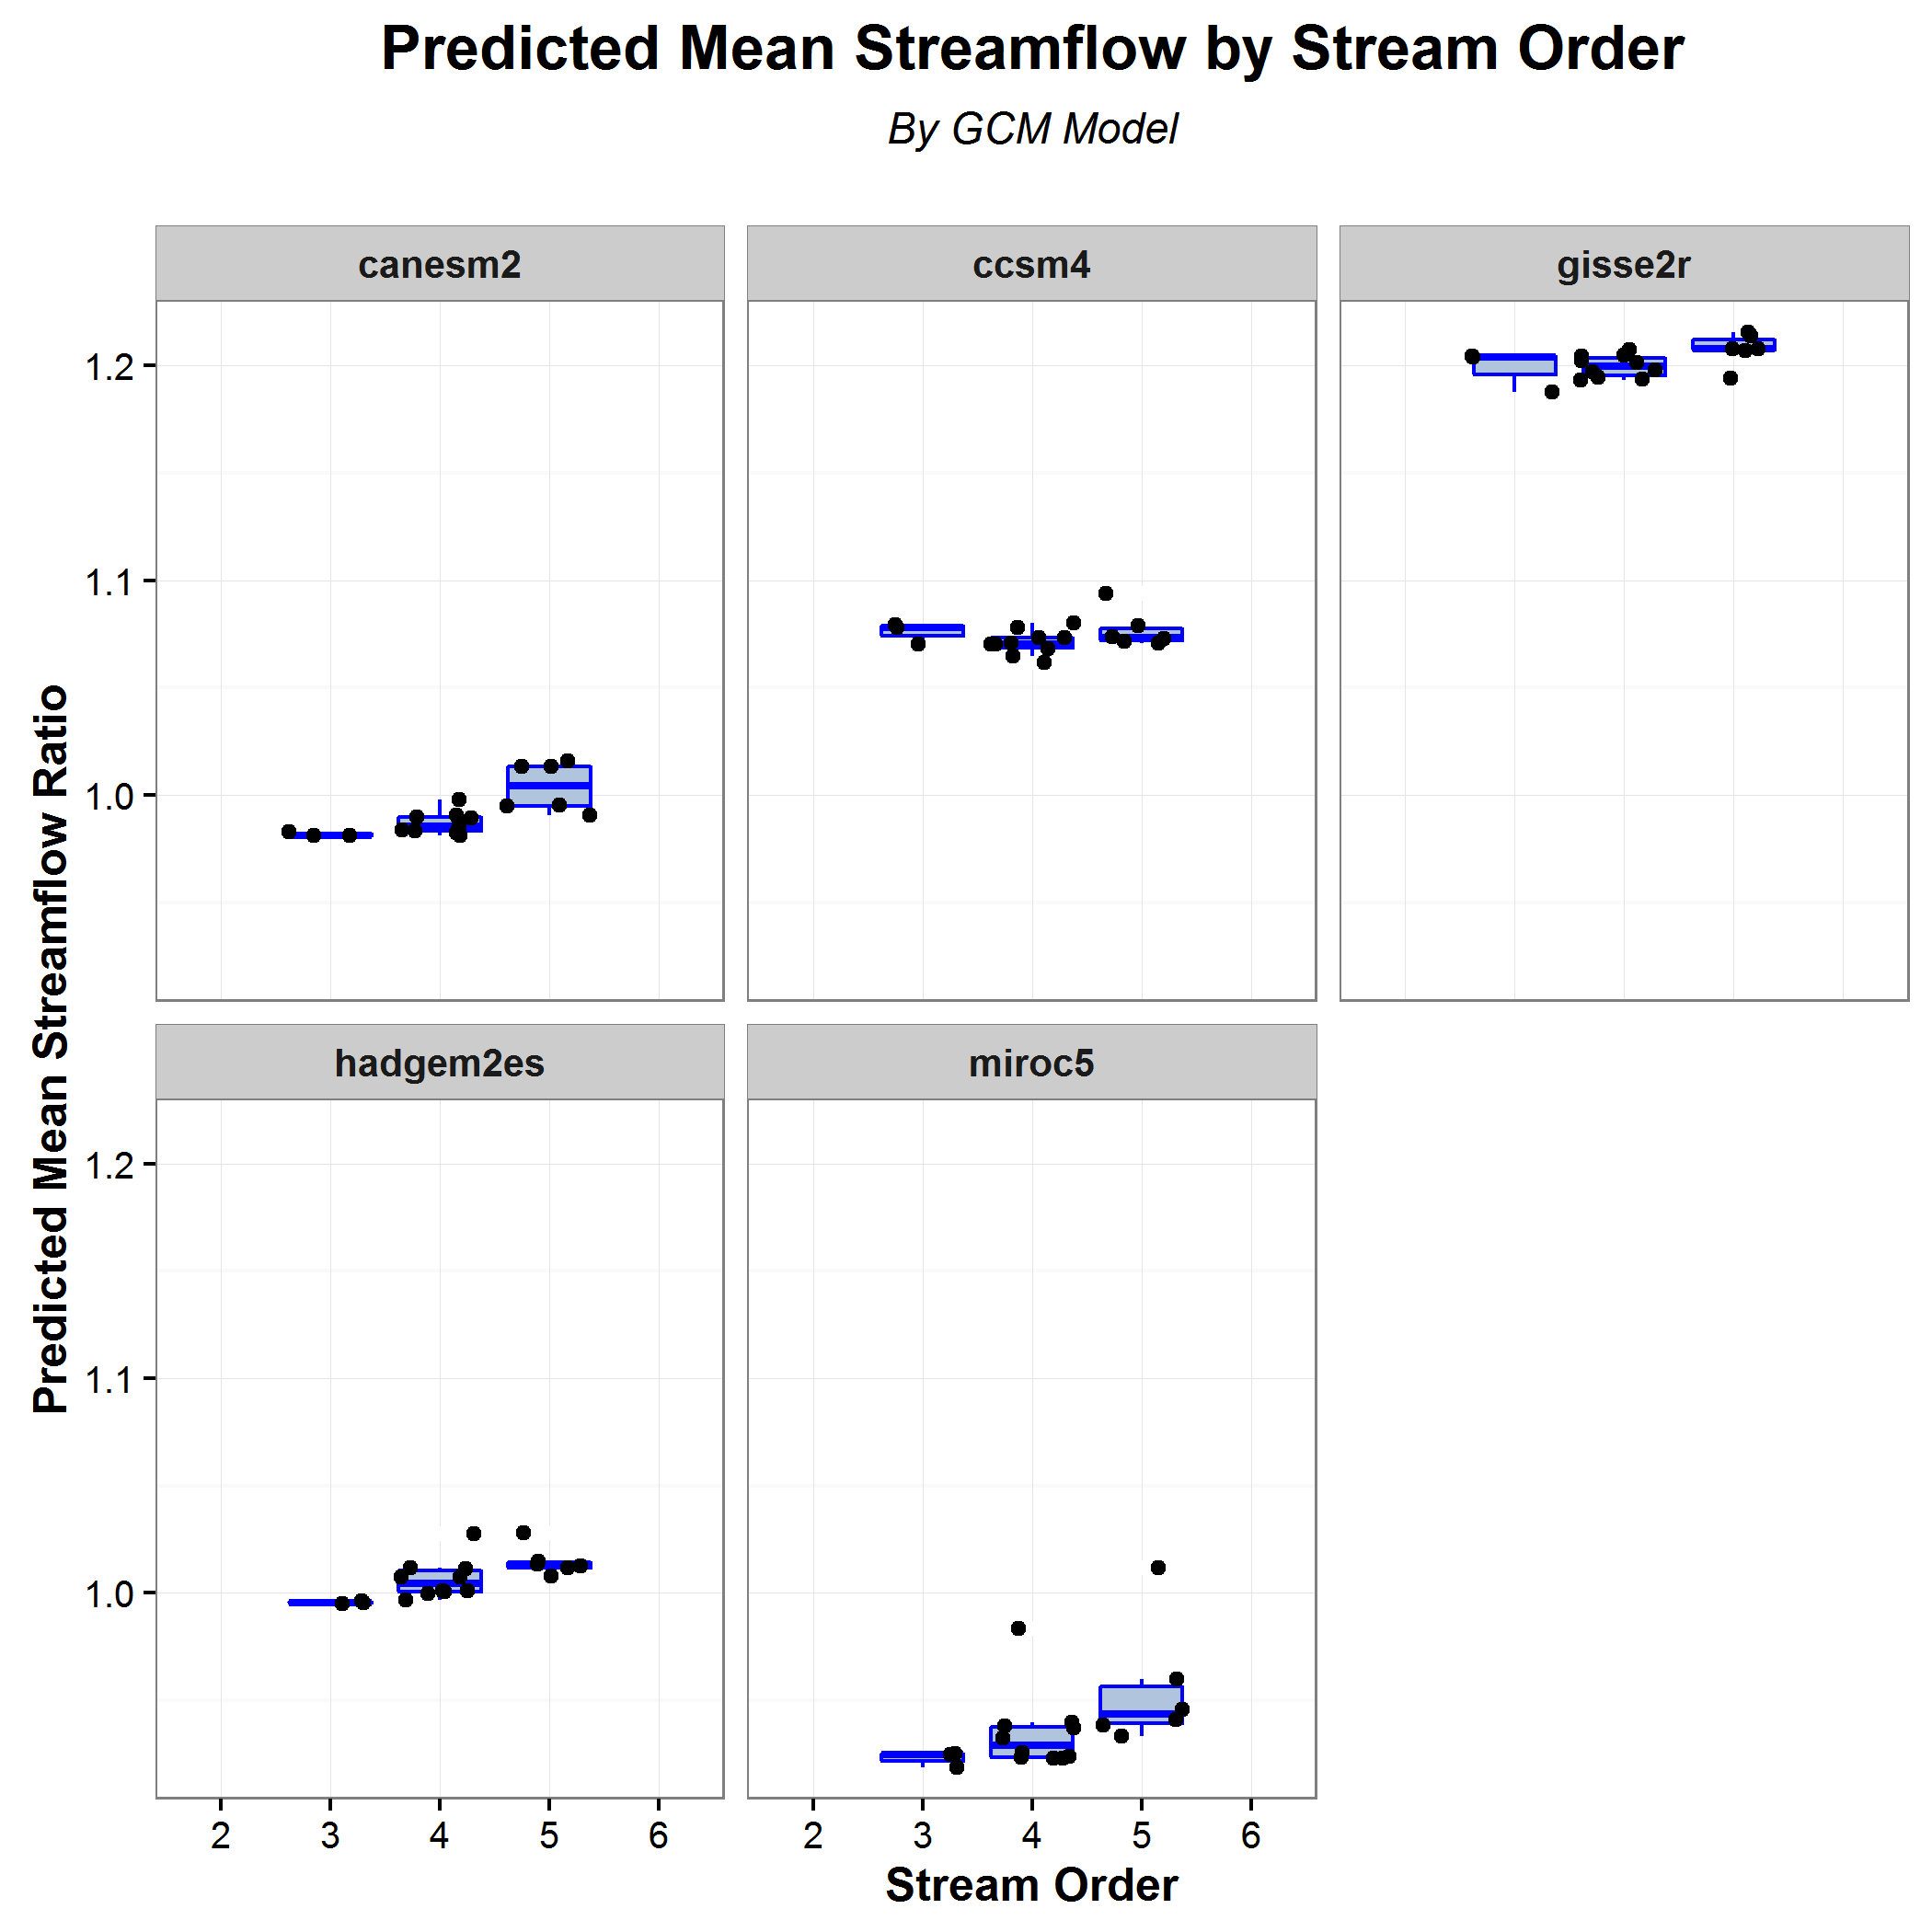 Predicted Mean Streamflow by Stream Order
By GCM Model
canesm2
ccsm4
gisse2r
1.2
1.1
1.0
Predicted Mean Streamflow Ratio
hadgem2es
miroc5
1.2
1.1
1.0
2 3 4 5 6
2 3 4 5 6
Stream Order